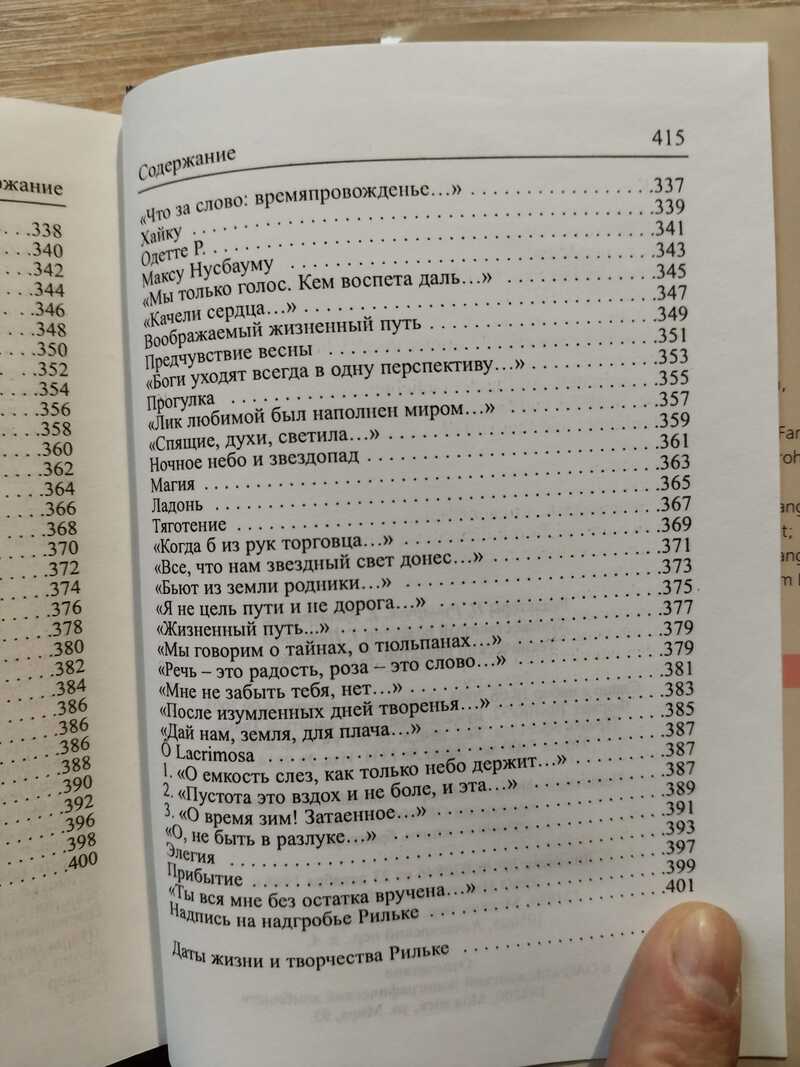 ржание
338
340
342
344
346
348
350
352
354
356
358
360
362
364
366
368
370
372
374
376
378
380
382
384
386
386
386
388
390
392
396
398
400
Содержание 415
«Что за слово: времяпровожденье…» 337
Хайку 339
Одетте Р. 341
Максу Нусбауму 343
«Мы только голос. Кем воспета даль…» 345
«Качели сердца…» 347
Воображаемый жизненный путь 349
Предчувствие весны 351
«Боги уходят всегда в одну перспективу…» 353
Прогулка 355
«Лик любимой был наполнен миром…» 357
«Спящие, духи, светила…» 359
Ночное небо и звездопад 361
Магия 363
Ладонь 365
Тяготение 367
«Когда б из рук торговца…» 369
«Все, что нам звездный свет донес…» 371
«Бьют из земли родники…» 373
«Я не цель пути и не дорога…» 375
«Жизненный путь...» 377
«Мы говорим о тайнах, о тюльпанах…» 379
«Речь – это радость, роза – это слово…» 379
«Мне не забыть тебя, нет…» 381
«После изумленных дней творенья…» 383
«Дай нам, земля, для плача…» 385
O Lacrimosa 387
1. «О емкость слез, как только небо держит…» 387
2. «Пустота это вздох и не боле, и эта…» 387
3. «О время зим! Затаенное…» 389
«О, не быть в разлуке…» 391
Элегия 393
Прибытие 397
«Ты вся мне без остатка вручена…» 399
Надпись на надгробье Рильке 401
Даты жизни и творчества Рильке
Far
roh
ang
t;
ang